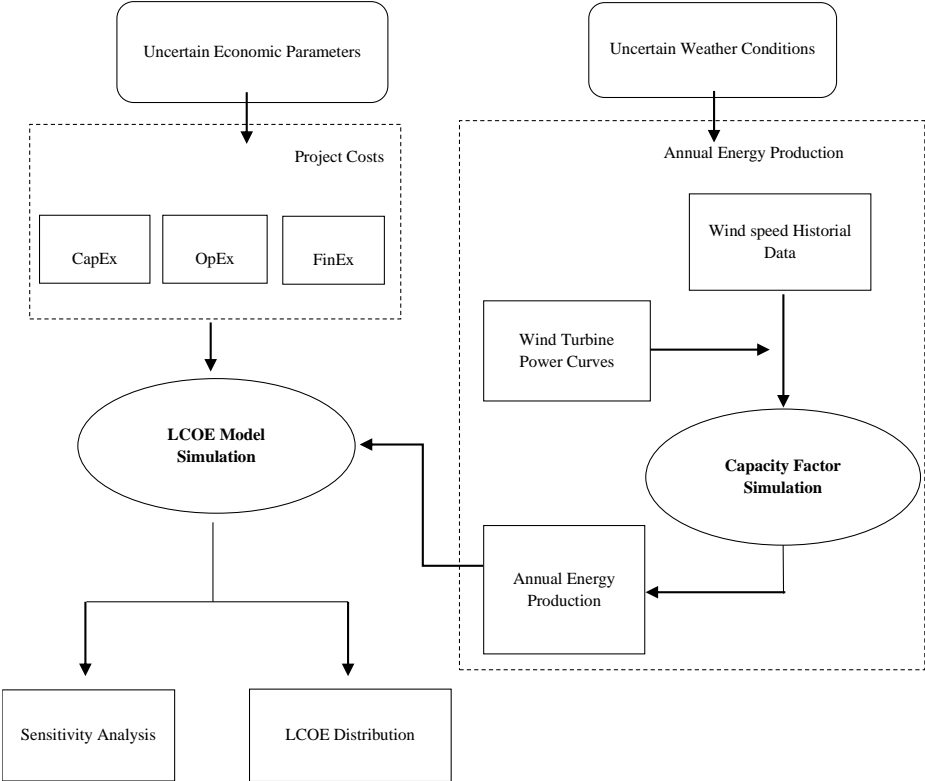 Uncertain Economic Parameters
Uncertain Weather Conditions
Project Costs
CapEx
OpEx
FinEx
Annual Energy Production
Wind speed Historial
Data
Wind Turbine
Power Curves
LCOE Model
Simulation
Capacity Factor
Simulation
Annual Energy
Production
Sensitivity Analysis
LCOE Distribution